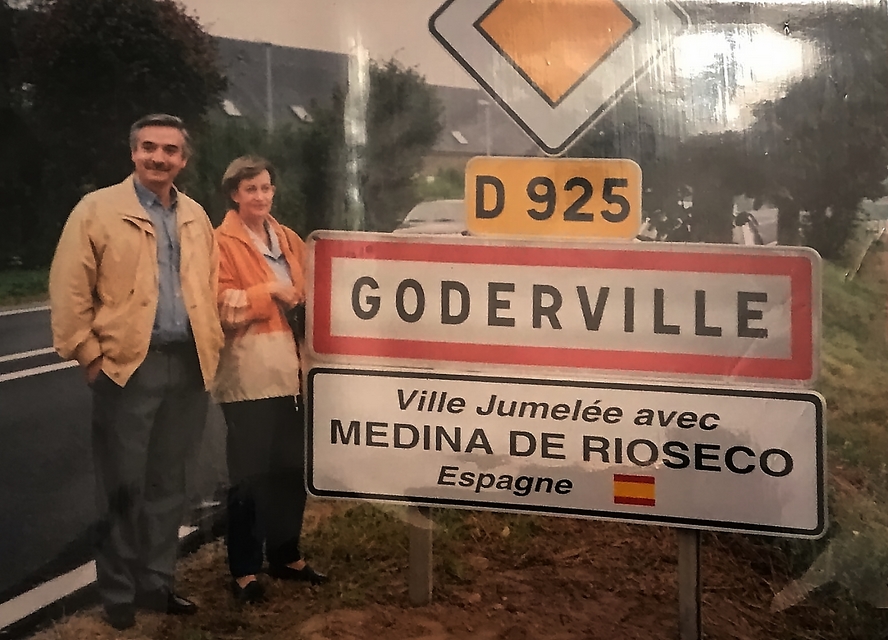 D 925
GODERVILLE
Ville Jumelée avec
MEDINA DE RIOSECO
Espagne